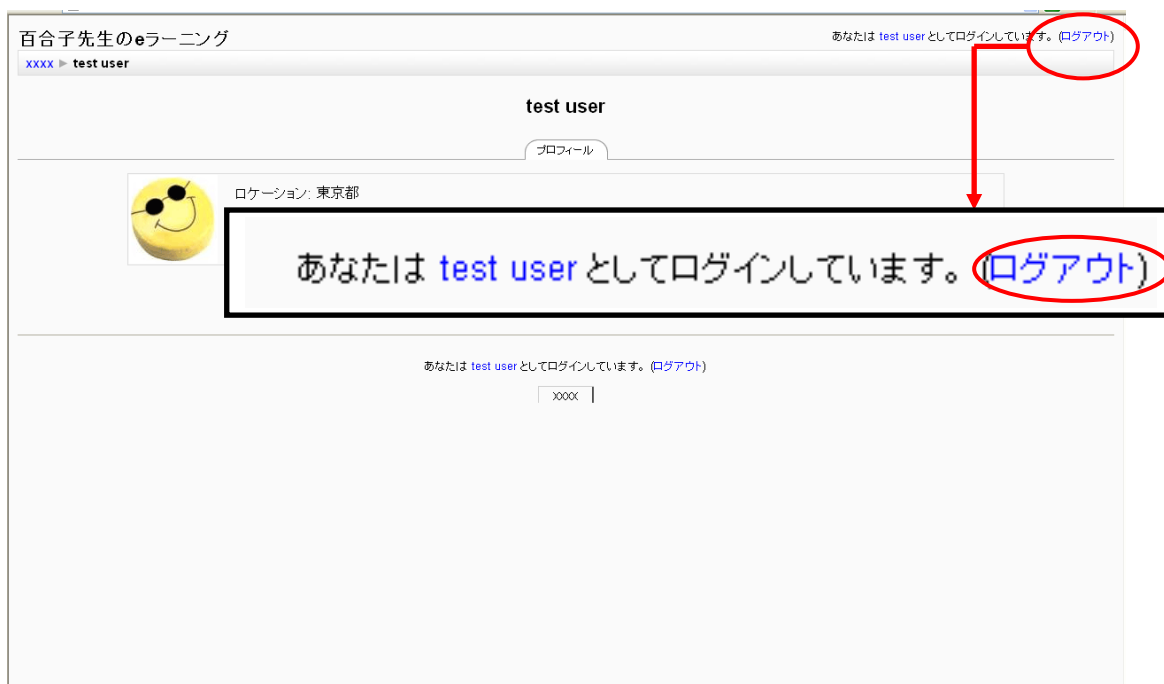 百合子先生のeラーニング
あなたは test user としてログインしています。(ログアウト)
xxxx ► test user
test user
プロフィール
ロケーション: 東京都
あなたは test user としてログインしています。(ログアウト)
あなたは test user としてログインしています。(ログアウト)
xxxx